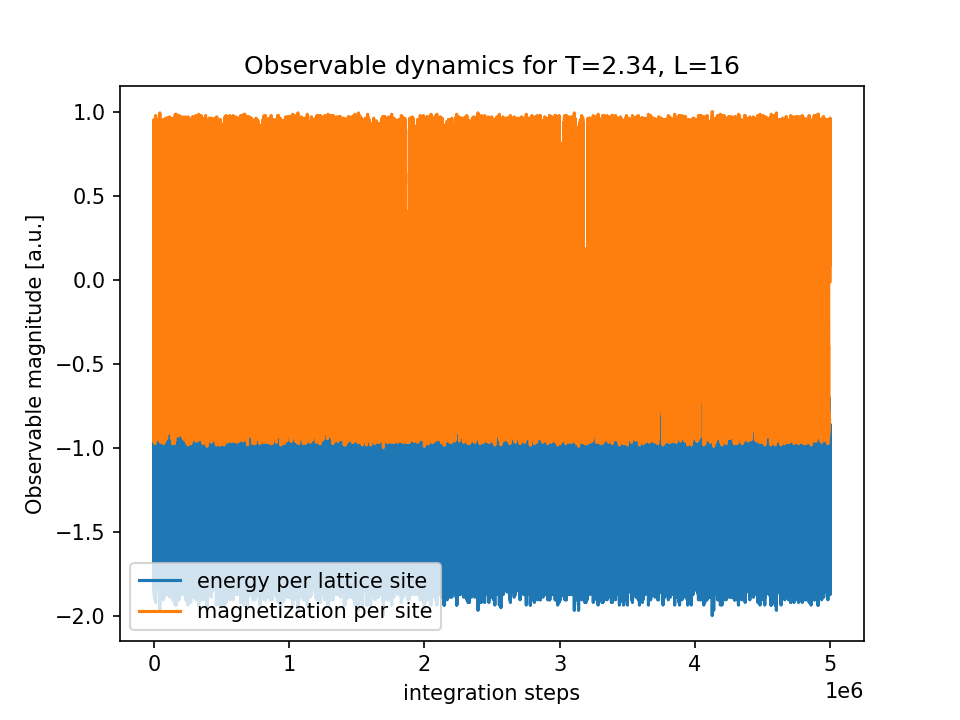 Observable dynamics for T=2.34, L=16
Observable magnitude [a.u.]
1.0
0.5
0.0
−0.5
−1.0
−1.5
−2.0
energy per lattice site
magnetization per site
0 1 2 3 4 5
1e6
integration steps